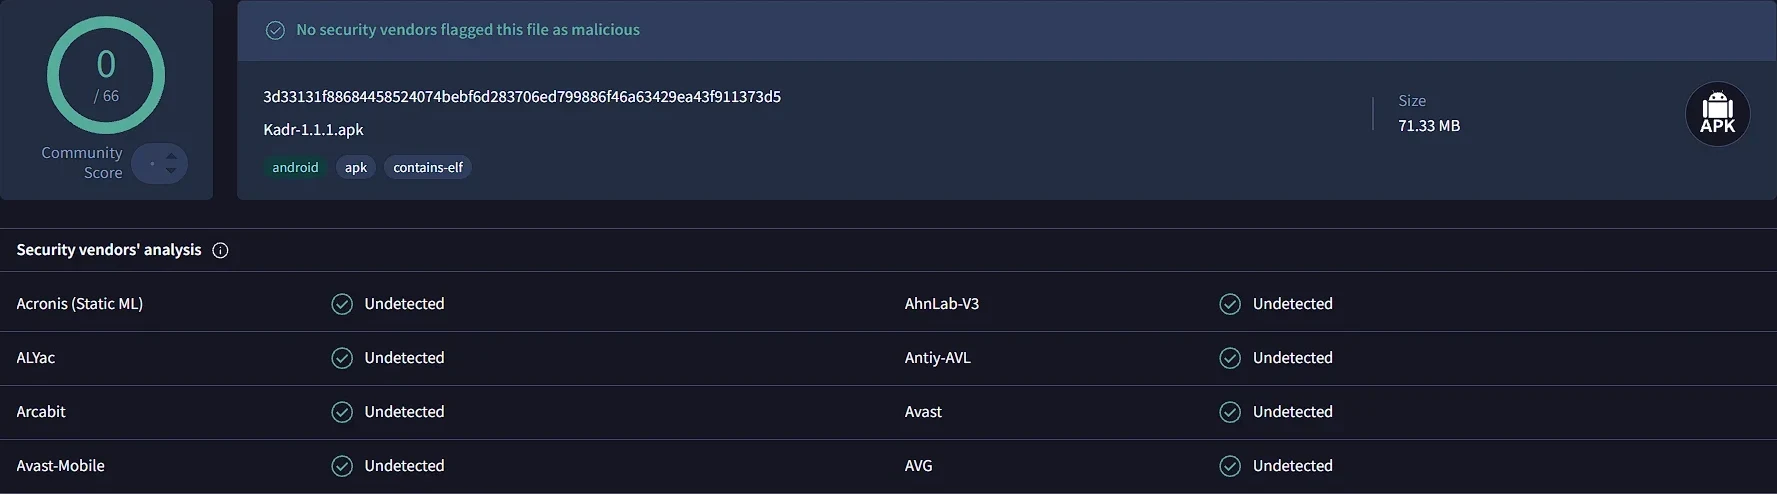 0
/ 66
Community
Score
No security vendors flagged this file as malicious
3d33131f88684458524074bebf6d283706ed799886f46a63429ea43f911373d5
Kadr-1.1.1.apk
android apk contains-elf
Size
71.33 MB
APK
Security vendors' analysis
Acronis (Static ML) Undetected AhnLab-V3 Undetected
ALYac Undetected Antiy-AVL Undetected
Arcabit Undetected Avast Undetected
Avast-Mobile Undetected AVG Undetected